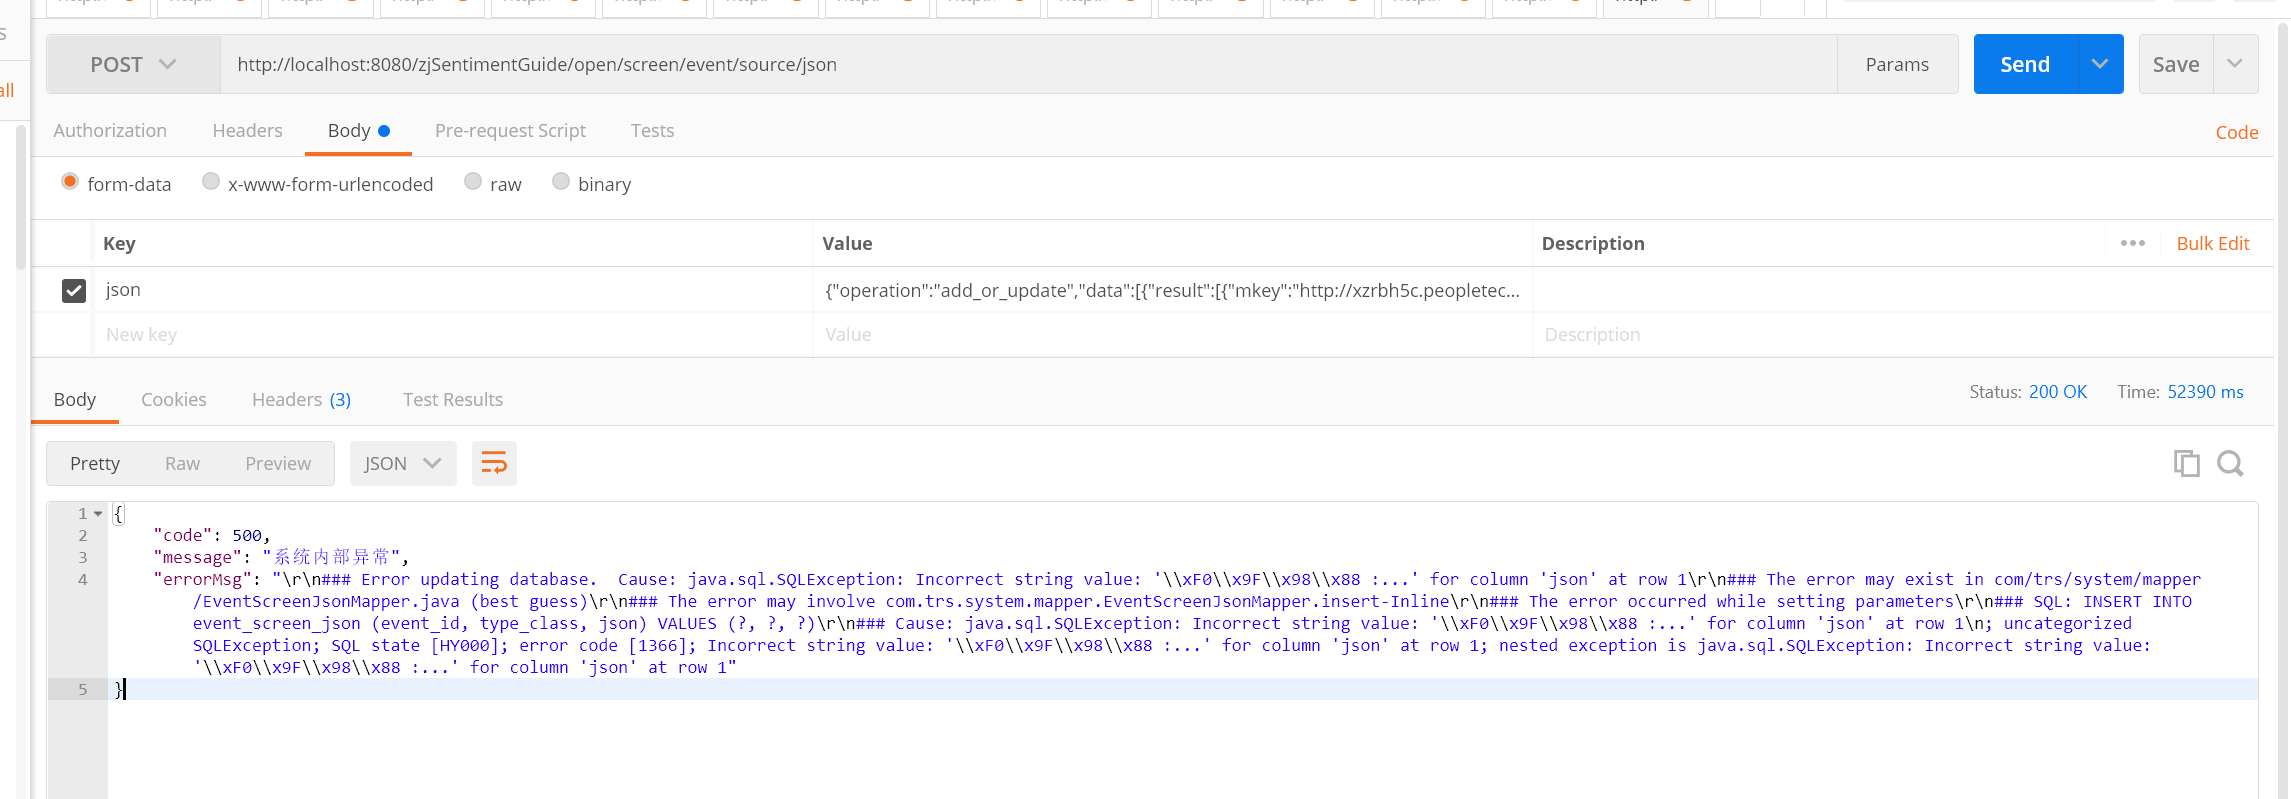 POST
http://localhost:8080/zjSentimentGuide/open/screen/event/source/json
Params
Send
Save
all
Authorization
Headers
Body
Pre-request Script
Tests
Code
form-data
x-www-form-urlencoded
raw
binary
Key
Value
Description
Bulk Edit
json
{"operation":"add_or_update","data":[{"result":[{"mkey":"http://xzrbh5c.peopletec...
New key
Value
Description
Body
Cookies
Headers (3)
Test Results
Status: 200 OK
Time: 52390 ms
Pretty
Raw
Preview
JSON
1 {
2 "code": 500,
3 "message": "系统内部异常",
4 "errorMsg": "\r\n### Error updating database.  Cause: java.sql.SQLException: Incorrect string value: '\\xF0\\x9F\\x98\\x88 :...' for column 'json' at row 1\r\n### The error may exist in com/trs/system/mapper
/EventScreenJsonMapper.java (best guess)\r\n### The error may involve com.trs.system.mapper.EventScreenJsonMapper.insert-Inline\r\n### The error occurred while setting parameters\r\n### SQL: INSERT INTO
event_screen_json (event_id, type_class, json) VALUES (?, ?, ?)\r\n### Cause: java.sql.SQLException: Incorrect string value: '\\xF0\\x9F\\x98\\x88 :...' for column 'json' at row 1\n; uncategorized
SQLException; SQL state [HY000]; error code [1366]; Incorrect string value: '\\xF0\\x9F\\x98\\x88 :...' for column 'json' at row 1; nested exception is java.sql.SQLException: Incorrect string value:
'\\xF0\\x9F\\x98\\x88 :...' for column 'json' at row 1"
5 }